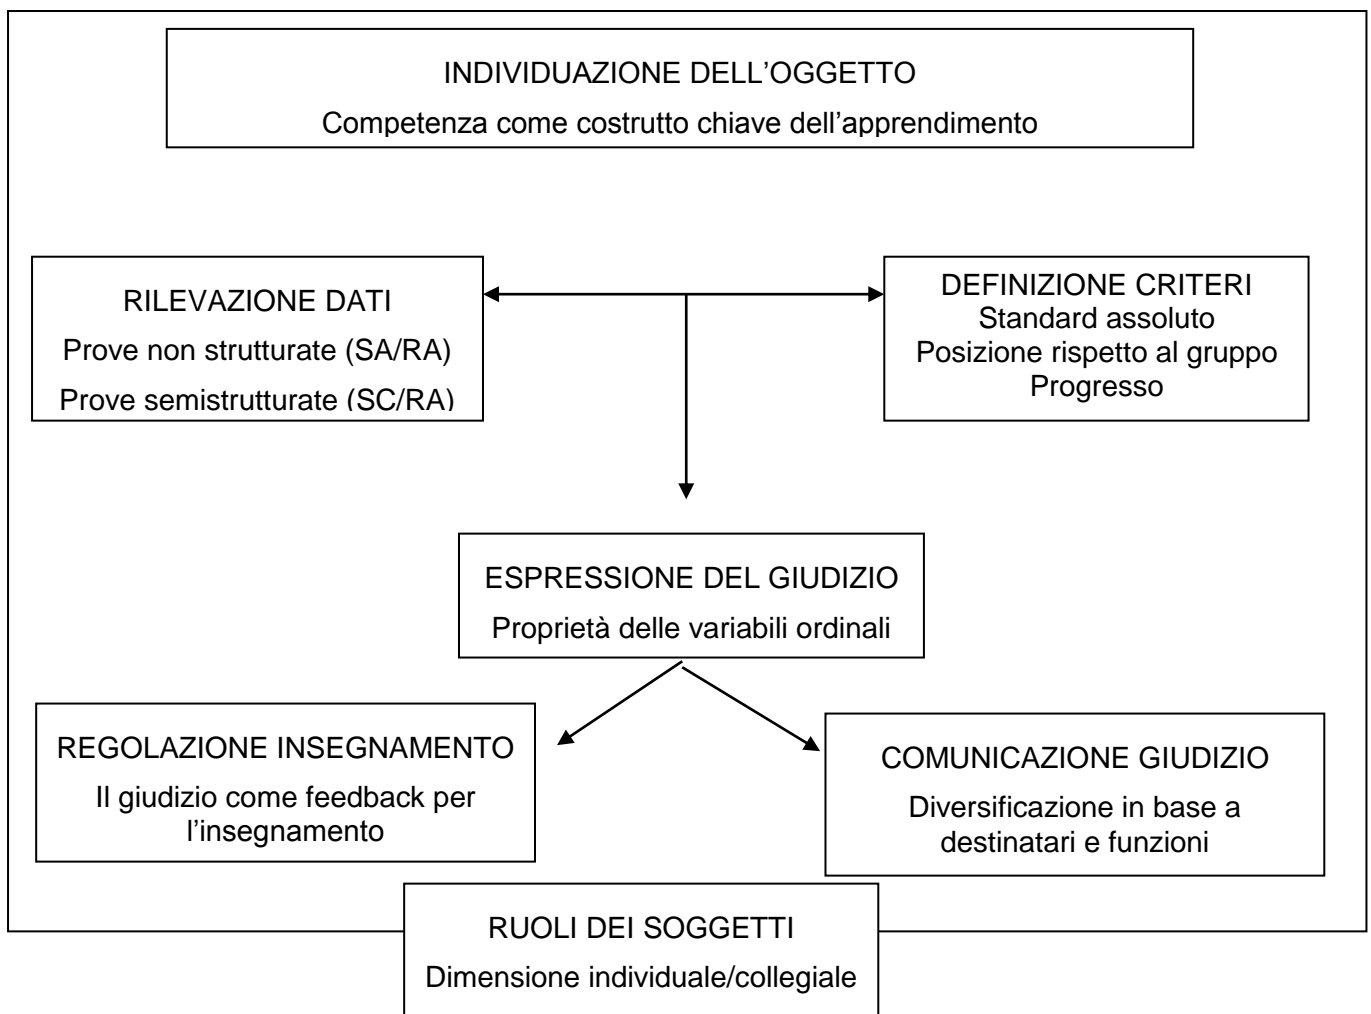 INDIVIDUAZIONE DELL’OGGETTO
Competenza come costrutto chiave dell’apprendimento
RILEVAZIONE DATI
Prove non strutturate (SA/RA)
Prove semistrutturate (SC/RA)
DEFINIZIONE CRITERI
Standard assoluto
Posizione rispetto al gruppo
Progresso
ESPRESSIONE DEL GIUDIZIO
Proprietà delle variabili ordinali
REGOLAZIONE INSEGNAMENTO
Il giudizio come feedback per
l’insegnamento
COMUNICAZIONE GIUDIZIO
Diversificazione in base a
destinatari e funzioni
RUOLI DEI SOGGETTI
Dimensione individuale/collegiale